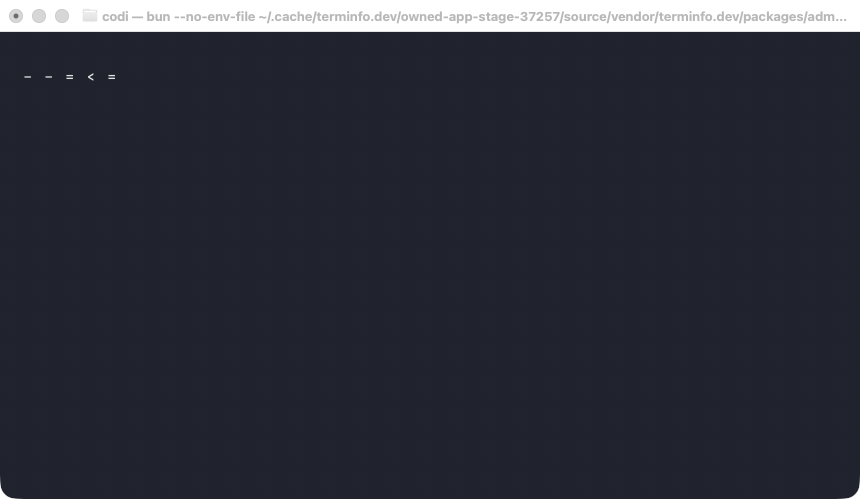 codi — bun --no-env-file ~/.cache/terminfo.dev/owned-app-stage-37257/source/vendor/terminfo.dev/packages/adm...
- - = < =